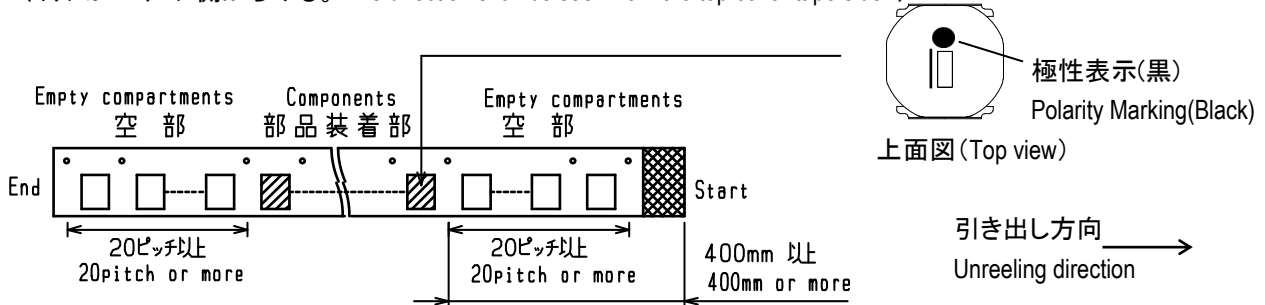 極性表示(黒)
Polarity Marking(Black)
上面図(Top view)
Empty compartments
空 部
Components
部品装着部
Empty compartments
空 部
End
Start
20ピッチ以上
20pitch or more
20ピッチ以上
20pitch or more
400mm 以上
400mm or more
引き出し方向
Unreeling direction